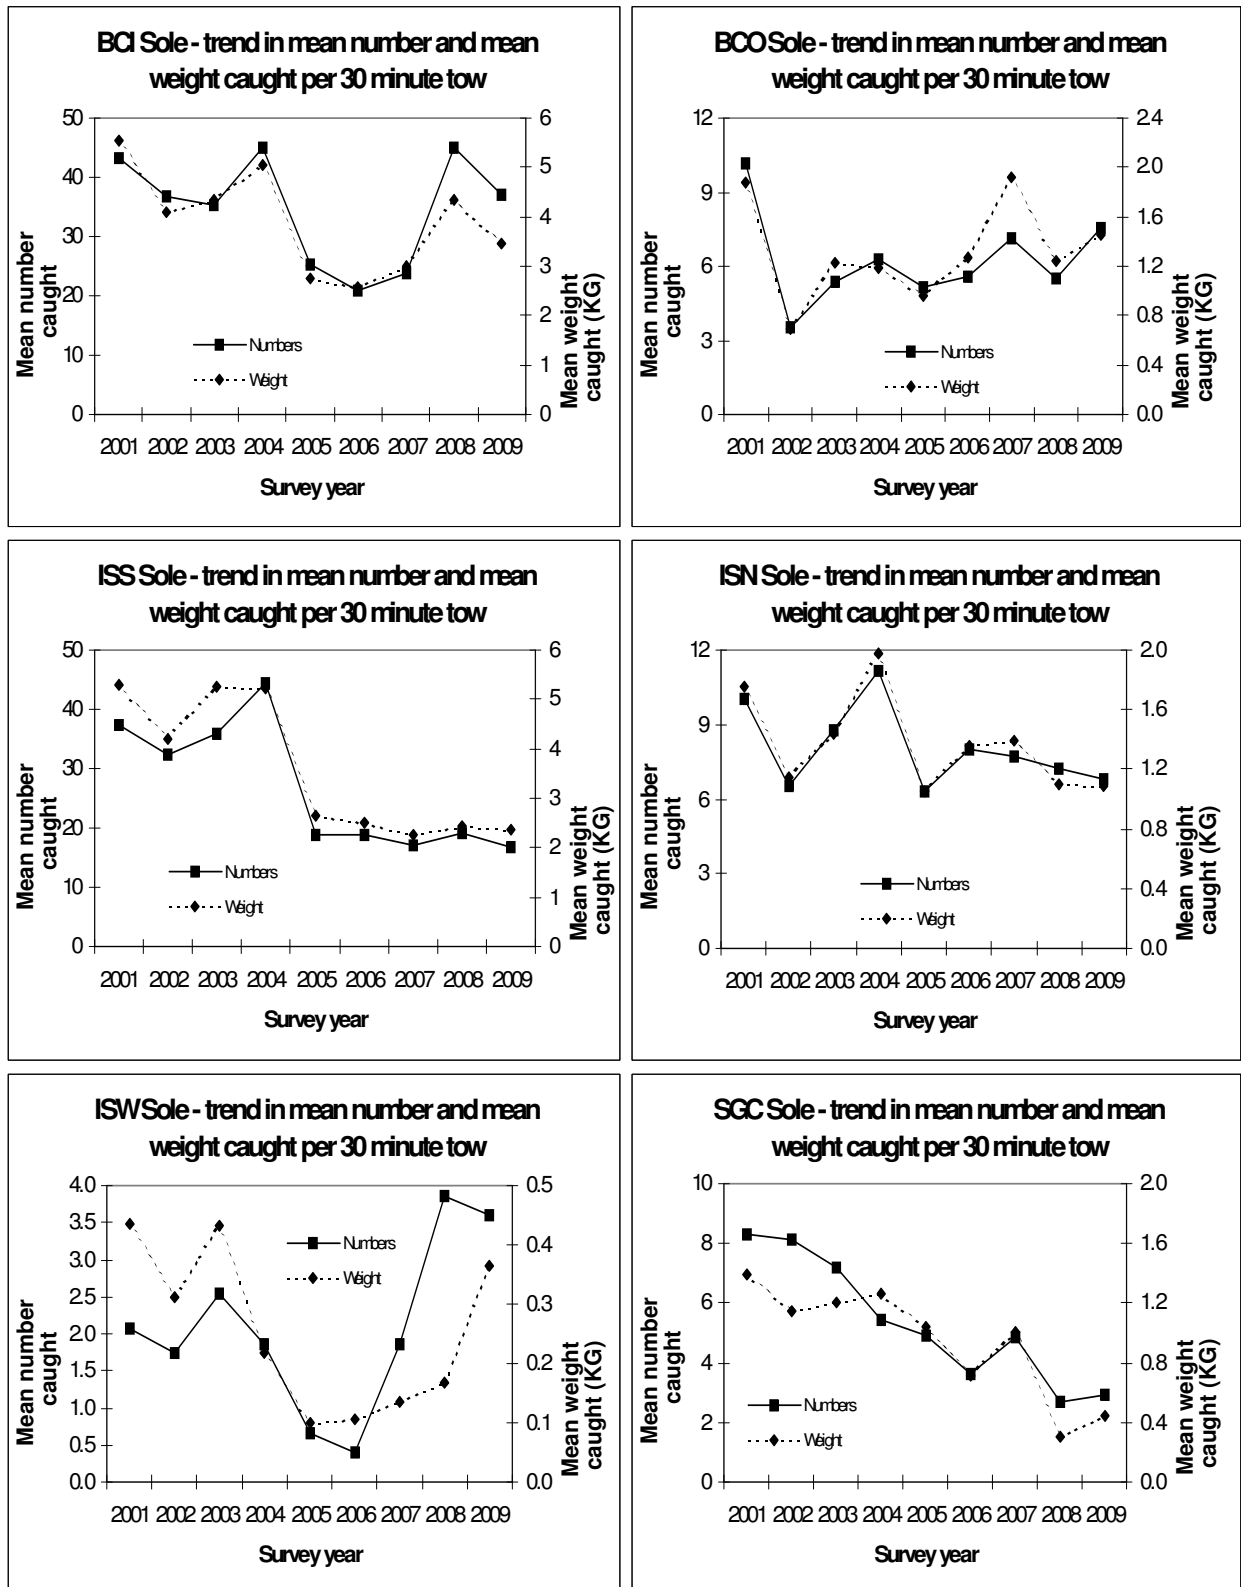 BCI Sole - trend in mean number and mean
weight caught per 30 minute tow
50
40
30
20
10
0
6
5
4
3
2
1
0
Mean number
caught
Mean weight
caught (KG)
Numbers
Weight
2001 2002 2003 2004 2005 2006 2007 2008 2009
Survey year
BCO Sole - trend in mean number and mean
weight caught per 30 minute tow
12
9
6
3
0
2.4
2.0
1.6
1.2
0.8
0.4
0.0
Mean number
caught
Mean weight
caught (KG)
Numbers
Weight
2001 2002 2003 2004 2005 2006 2007 2008 2009
Survey year
ISS Sole - trend in mean number and mean
weight caught per 30 minute tow
50
40
30
20
10
0
6
5
4
3
2
1
0
Mean number
caught
Mean weight
caught (KG)
Numbers
Weight
2001 2002 2003 2004 2005 2006 2007 2008 2009
Survey year
ISN Sole - trend in mean number and mean
weight caught per 30 minute tow
12
9
6
3
0
2.0
1.6
1.2
0.8
0.4
0.0
Mean number
caught
Mean weight
caught (KG)
Numbers
Weight
2001 2002 2003 2004 2005 2006 2007 2008 2009
Survey year
ISW Sole - trend in mean number and mean
weight caught per 30 minute tow
4.0
3.5
3.0
2.5
2.0
1.5
1.0
0.5
0.0
0.5
0.4
0.3
0.2
0.1
0.0
Mean number
caught
Mean weight
caught (KG)
Numbers
Weight
2001 2002 2003 2004 2005 2006 2007 2008 2009
Survey year
SGC Sole - trend in mean number and mean
weight caught per 30 minute tow
10
8
6
4
2
0
2.0
1.6
1.2
0.8
0.4
0.0
Mean number
caught
Mean weight
caught (KG)
Numbers
Weight
2001 2002 2003 2004 2005 2006 2007 2008 2009
Survey year